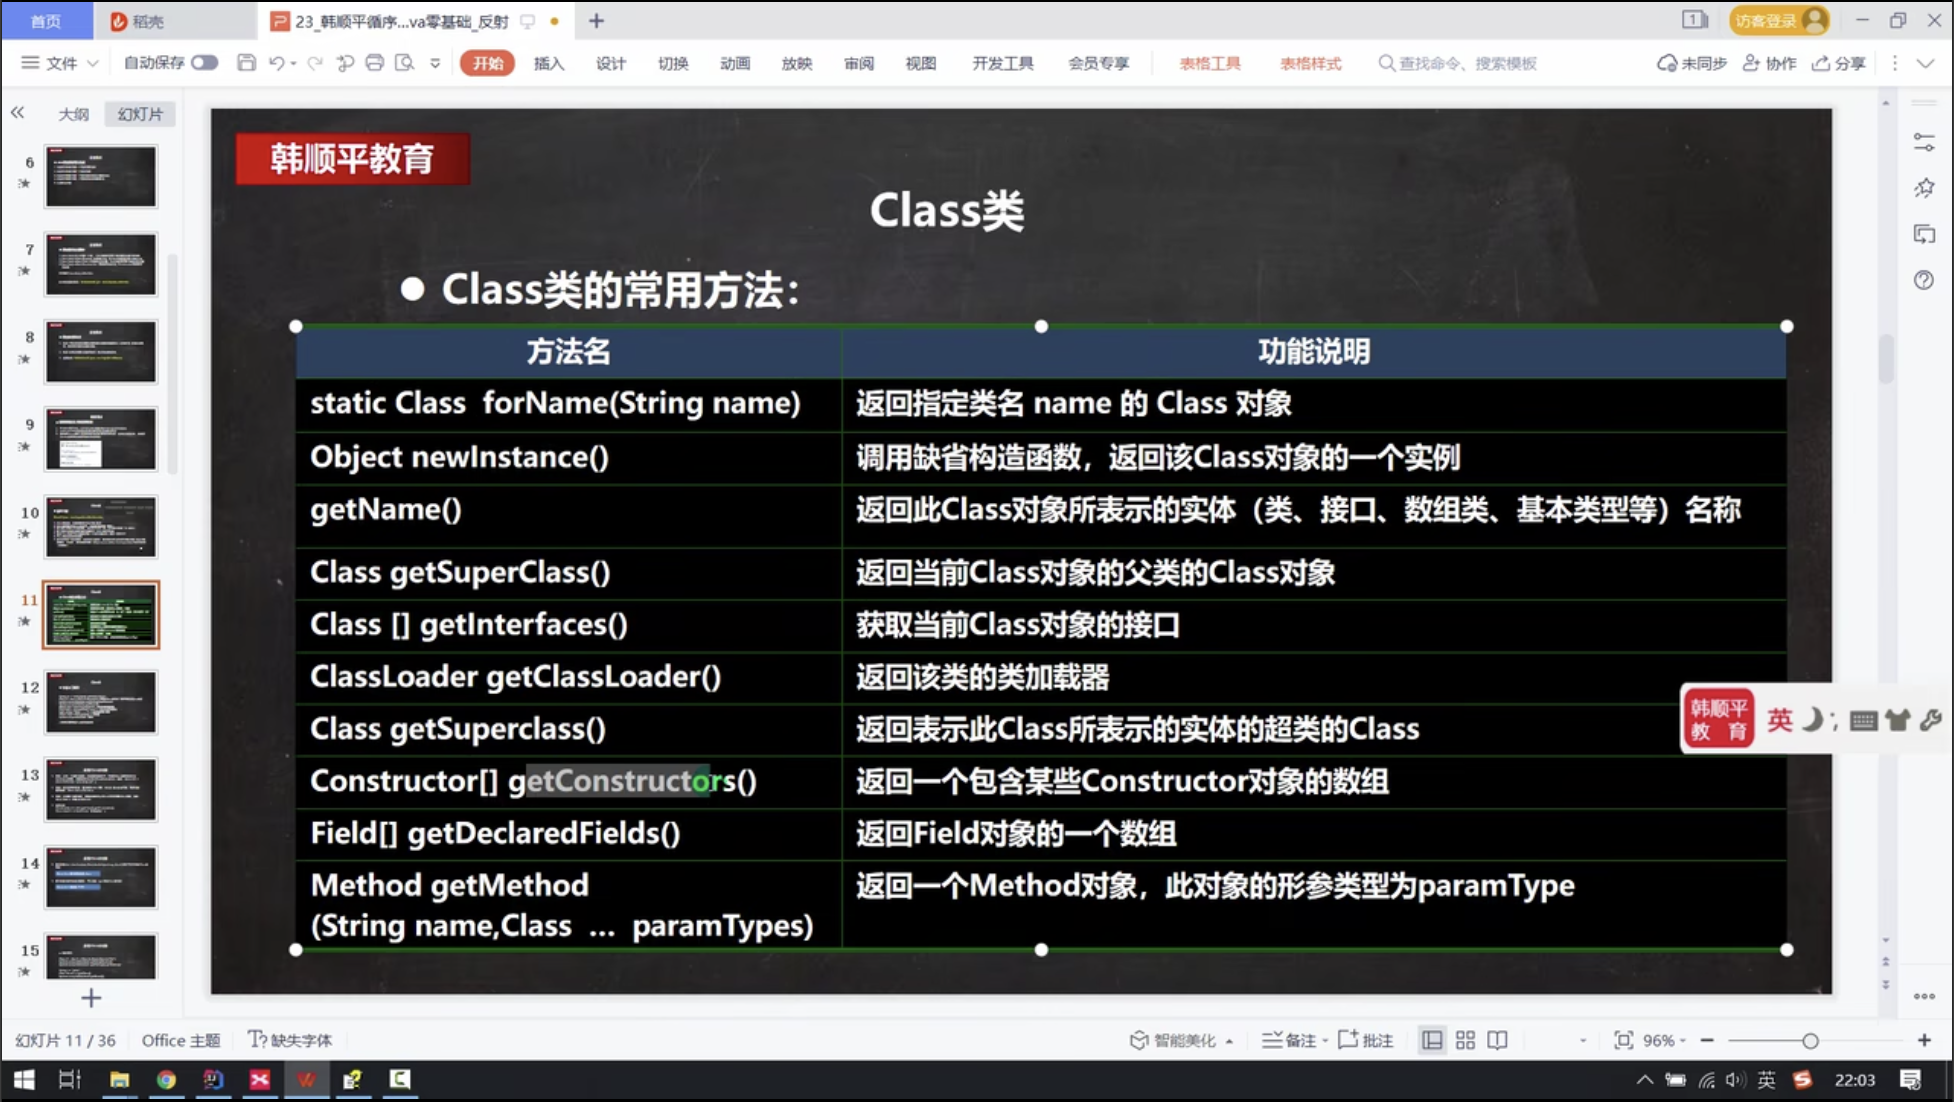 首页
稻壳
23_韩顺平循序...va零基础_反射
访客登录
文件
自动保存
开始
插入
设计
切换
动画
放映
审阅
视图
开发工具
会员专享
表格工具
表格样式
查找命令、搜索模板
未同步
协作
分享
大纲
幻灯片
6
7
8
9
10
11
12
13
14
15
韩顺平教育
Class类
● Class类的常用方法：
方法名 功能说明
static Class forName(String name) 返回指定类名 name 的 Class 对象
Object newInstance() 调用缺省构造函数，返回该Class对象的一个实例
getName() 返回此Class对象所表示的实体（类、接口、数组类、基本类型等）名称
Class getSuperClass() 返回当前Class对象的父类的Class对象
Class [] getInterfaces() 获取当前Class对象的接口
ClassLoader getClassLoader() 返回该类的类加载器
Class getSuperclass() 返回表示此Class所表示的实体的超类的Class
Constructor[] getConstructors() 返回一个包含某些Constructor对象的数组
Field[] getDeclaredFields() 返回Field对象的一个数组
Method getMethod 返回一个Method对象，此对象的形参类型为paramType
(String name,Class … paramTypes)
韩顺平
教 育
英
幻灯片 11 / 36
Office 主题
缺失字体
智能美化
备注
批注
96%
英
22:03